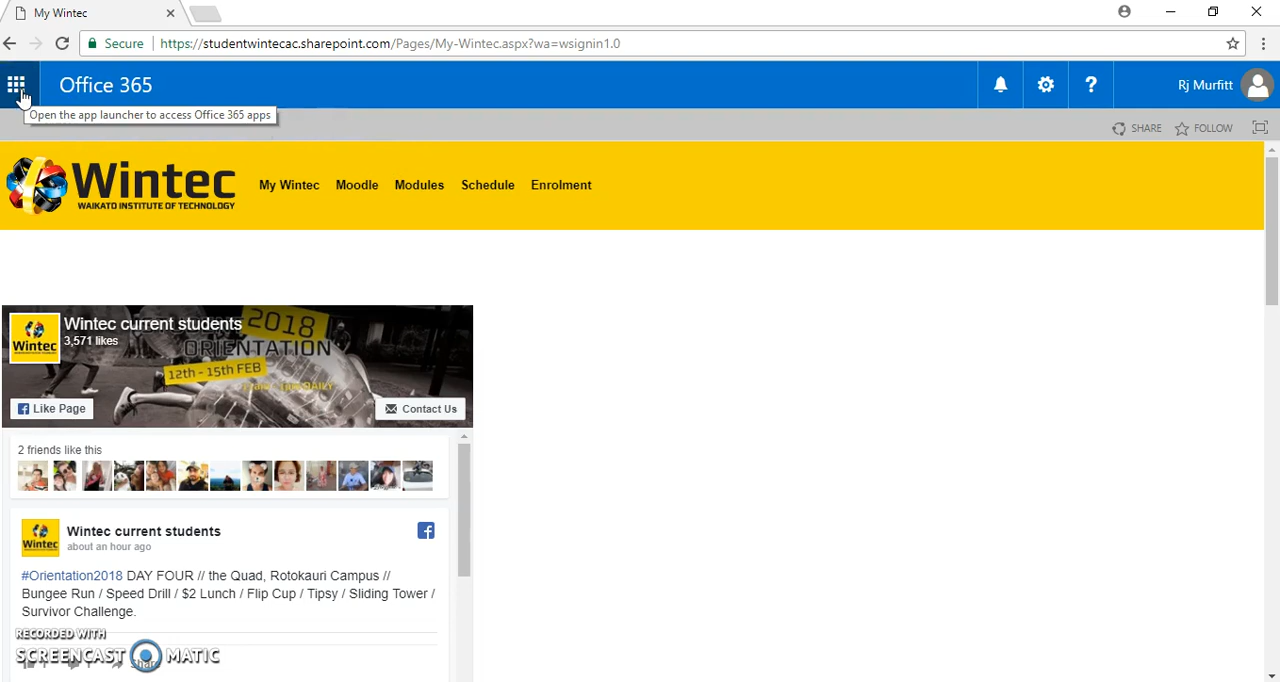 My Wintec
Secure
https://studentwintecac.sharepoint.com/Pages/My-Wintec.aspx?wa=wsignin1.0
Office 365
Rj Murfitt
Open the app launcher to access Office 365 apps
SHARE
FOLLOW
Wintec
WAIKATO INSTITUTE OF TECHNOLOGY
My Wintec Moodle Modules Schedule Enrolment
Wintec current students
3,571 likes
Wintec
2018
ORIENTATION
12th - 15th FEB
DAILY
Like Page
Contact Us
2 friends like this
Wintec current students
about an hour ago
Wintec
#Orientation2018 DAY FOUR // the Quad, Rotokauri Campus //
Bungee Run / Speed Drill / $2 Lunch / Flip Cup / Tipsy / Sliding Tower /
Survivor Challenge.
RECORDED WITH
SCREENCAST MATIC
Share